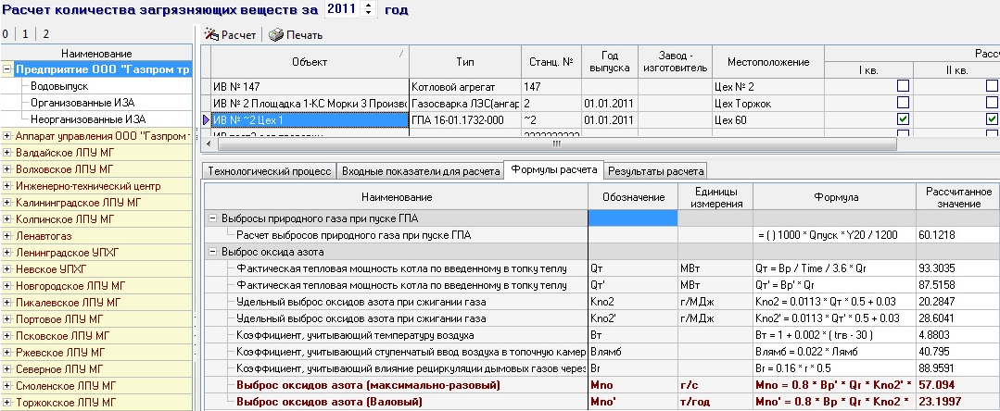 Расчет количества загрязняющих веществ за 2011 год
0 1 2
Расчет Печать
Наименование
Предприятие ООО "Газпром тр
Водовыпуск
Организованные ИЗА
Неорганизованные ИЗА
Аппарат управления ООО "Газпром т
Валдайское ЛПУ МГ
Волховское ЛПУ МГ
Инженерно-технический центр
Калининградское ЛПУ МГ
Колпинское ЛПУ МГ
Ленавтогаз
Ленинградское УПХГ
Невское УПХГ
Новгородское ЛПУ МГ
Пикалевское ЛПУ МГ
Портовое ЛПУ МГ
Псковское ЛПУ МГ
Ржевское ЛПУ МГ
Северное ЛПУ МГ
Смоленское ЛПУ МГ
Торжокское ЛПУ МГ
Объект Тип Станц. № Год выпуска Завод - изготовитель Местоположение Расс
I кв. II кв.
ИВ № 147 Котловой агрегат 147 Цех № 2
ИВ № 2 Площадка 1-КС Морки 3 Произво Газосварка ЛЭС(ангар 2 01.01.2011 Цех Торжок
ИВ № ~2 Цех 1 ГПА 16-01.1732-000 ~2 01.01.2011 Цех 60
Технологический процесс Входные показатели для расчета Формулы расчета Результаты расчета
Наименование Обозначение Единицы измерения Формула Рассчитанное значение
Выбросы природного газа при пуске ГПА
Расчет выбросов природного газа при пуске ГПА = ( ) 1000 * Qпуск * Y20 / 1200 60.1218
Выброс оксида азота
Фактическая тепловая мощность котла по введенному в топку теплу Qт МВт Qт = Bp / Time / 3.6 * Qr 93.3035
Фактическая тепловая мощность котла по введенному в топку теплу Qт' МВт Qт' = Bp' * Qr 87.5158
Удельный выброс оксидов азота при сжигании газа Kno2 г/МДж Kno2 = 0.0113 * Qт * 0.5 + 0.03 20.2847
Удельный выброс оксидов азота при сжигании газа Kno2' г/МДж Kno2' = 0.0113 * Qт' * 0.5 + 0.03 28.6041
Коэффициент, учитывающий температуру воздуха Вт Вт = 1 + 0.002 * ( tгв - 30 ) 4.8803
Коэффициент, учитывающий ступенчатый ввод воздуха в топочную камер Влямб Влямб = 0.022 * Лямб 40.795
Коэффициент, учитывающий влияние рециркуляции дымовых газов через Br Br = 0.16 * r * 0.5 88.9591
Выброс оксидов азота (максимально-разовый) Mno г/с Mno = 0.8 * Bp' * Qr * Kno2' * 57.094
Выброс оксидов азота (Валовый) Mno' т/год Mno' = 0.8 * Bp * Qr * Kno2 * 23.1997